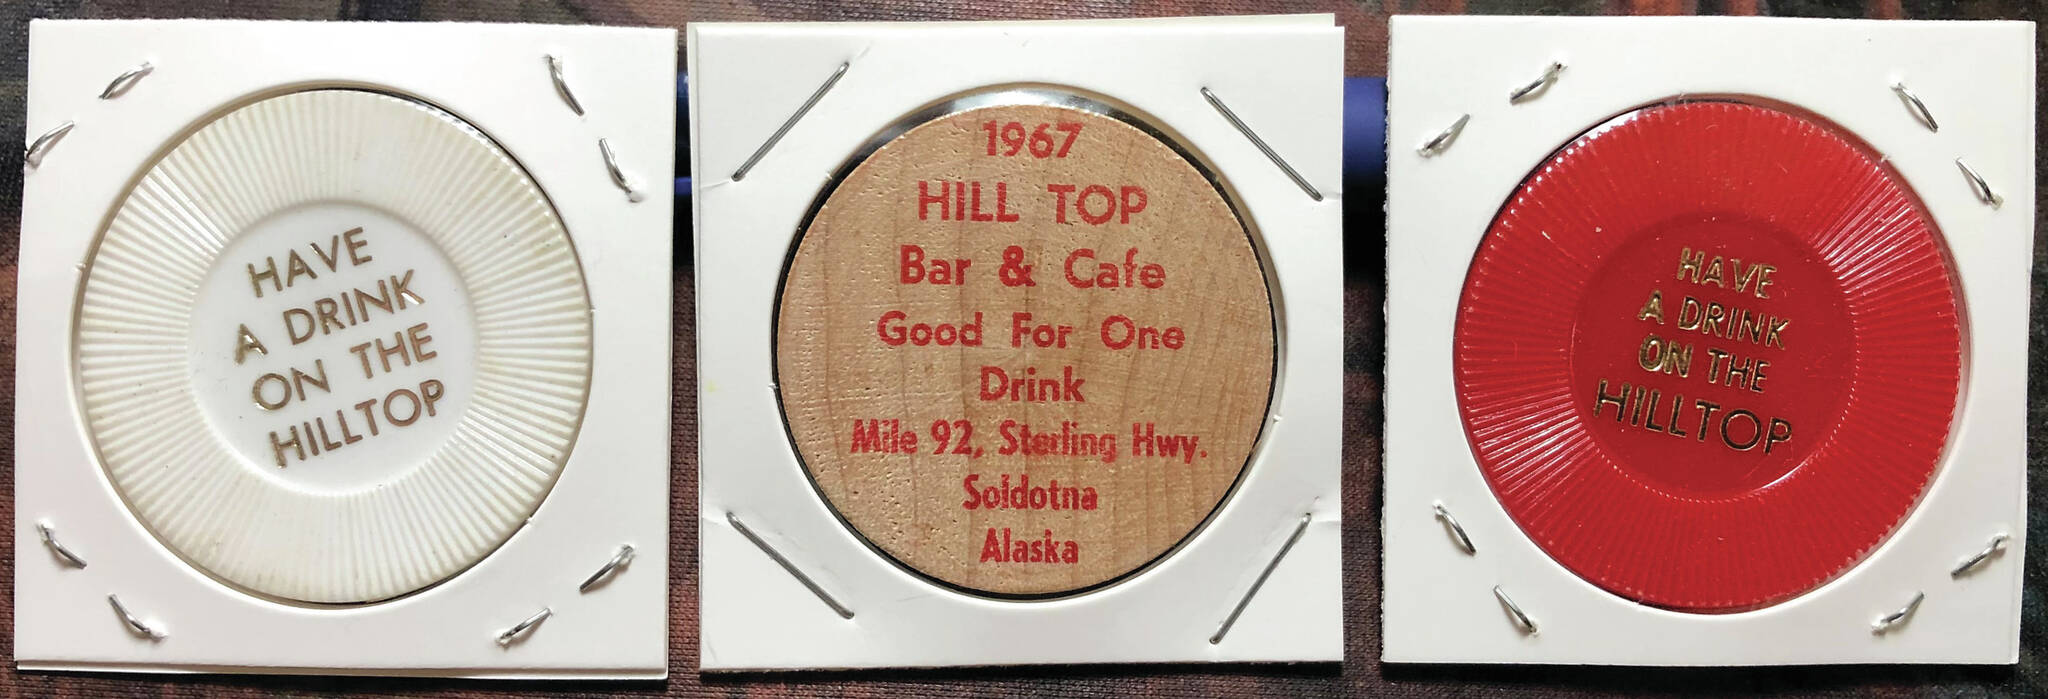 HAVE
A DRINK
ON THE
HILLTOP
1967
HILL TOP
Bar & Cafe
Good For One
Drink
Mile 92, Sterling Hwy.
Soldotna
Alaska
HAVE
A DRINK
ON THE
HILLTOP